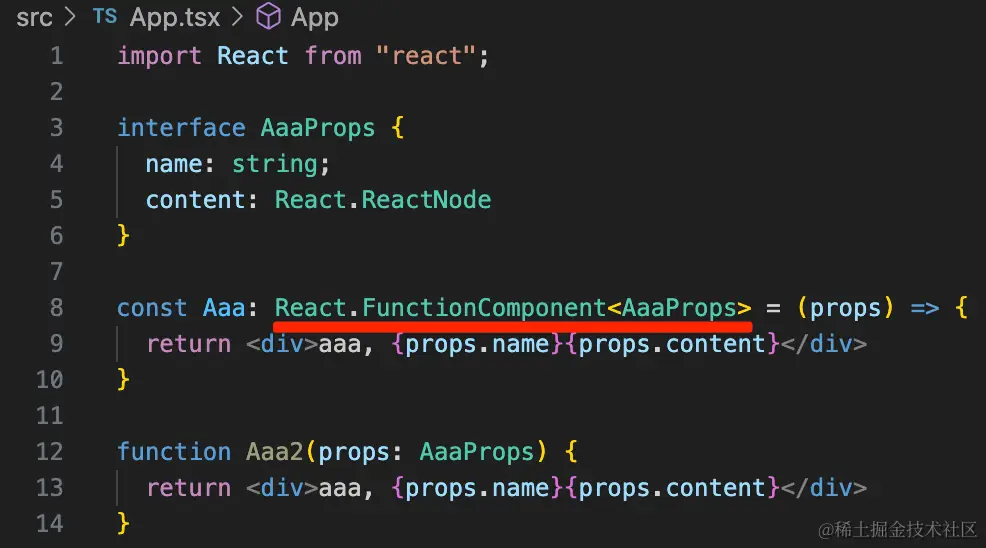 src > TS App.tsx > App
1 import React from "react";
2
3 interface AaaProps {
4   name: string;
5   content: React.ReactNode
6 }
7
8 const Aaa: React.FunctionComponent<AaaProps> = (props) => {
9   return <div>aaa, {props.name}{props.content}</div>
10 }
11
12 function Aaa2(props: AaaProps) {
13   return <div>aaa, {props.name}{props.content}</div>
14 }
@稀土掘金技术社区